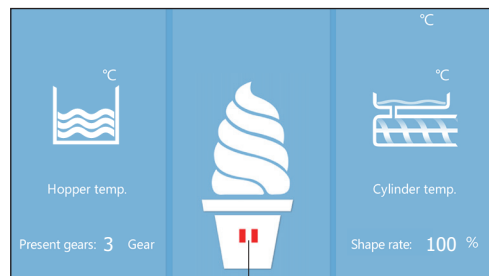 ℃
Hopper temp.
Present gears: 3 Gear
℃
℃
Cylinder temp.
Shape rate: 100 %